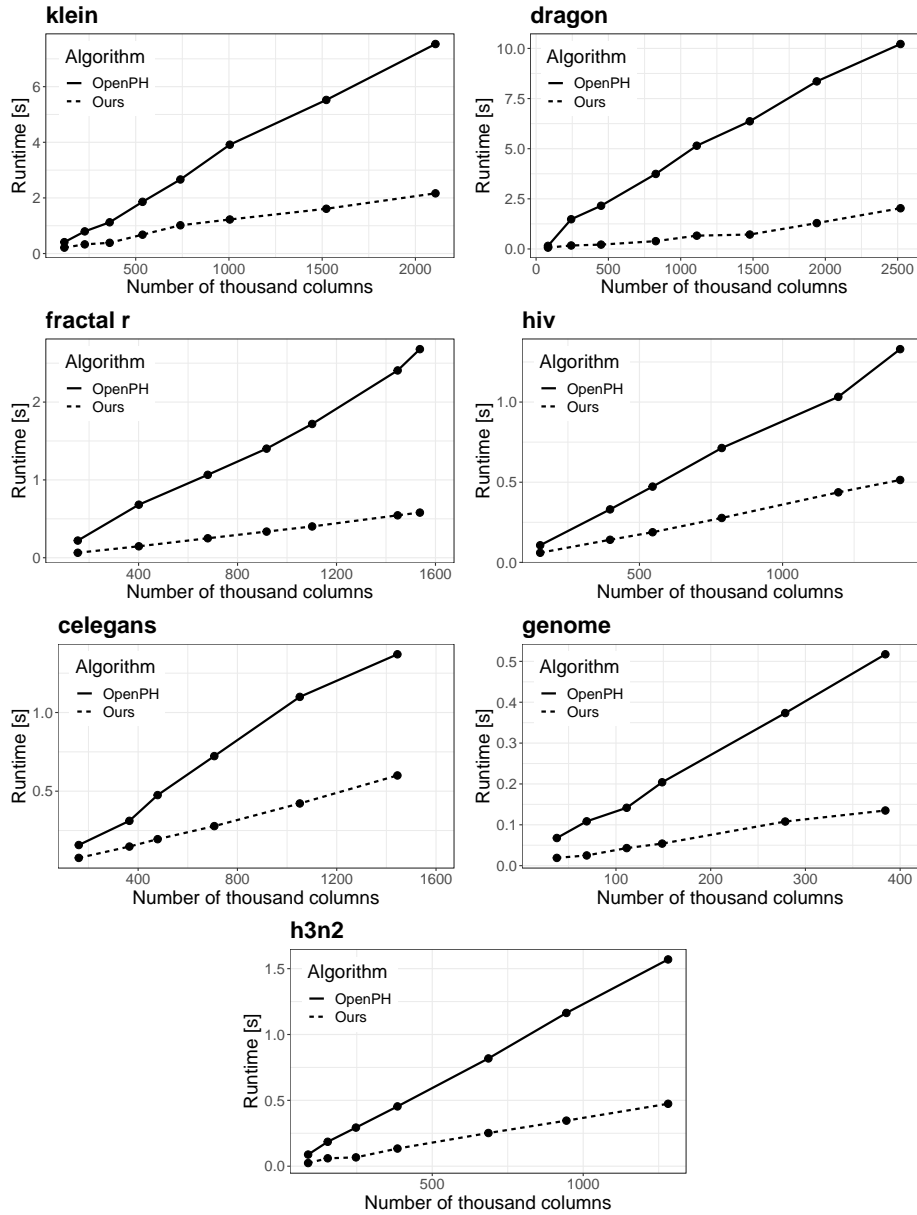 klein
Algorithm
OpenPH
Ours
Runtime [s]
6
4
2
0
500
1000
1500
2000
Number of thousand columns
dragon
Algorithm
OpenPH
Ours
Runtime [s]
10.0
7.5
5.0
2.5
0.0
0
500
1000
1500
2000
2500
Number of thousand columns
fractal r
Algorithm
OpenPH
Ours
Runtime [s]
2
1
0
400
800
1200
1600
Number of thousand columns
hiv
Algorithm
OpenPH
Ours
Runtime [s]
1.0
0.5
0.0
500
1000
Number of thousand columns
celegans
Algorithm
OpenPH
Ours
Runtime [s]
1.0
0.5
400
800
1200
1600
Number of thousand columns
genome
Algorithm
OpenPH
Ours
Runtime [s]
0.5
0.4
0.3
0.2
0.1
0.0
100
200
300
400
Number of thousand columns
h3n2
Algorithm
OpenPH
Ours
Runtime [s]
1.5
1.0
0.5
0.0
500
1000
Number of thousand columns